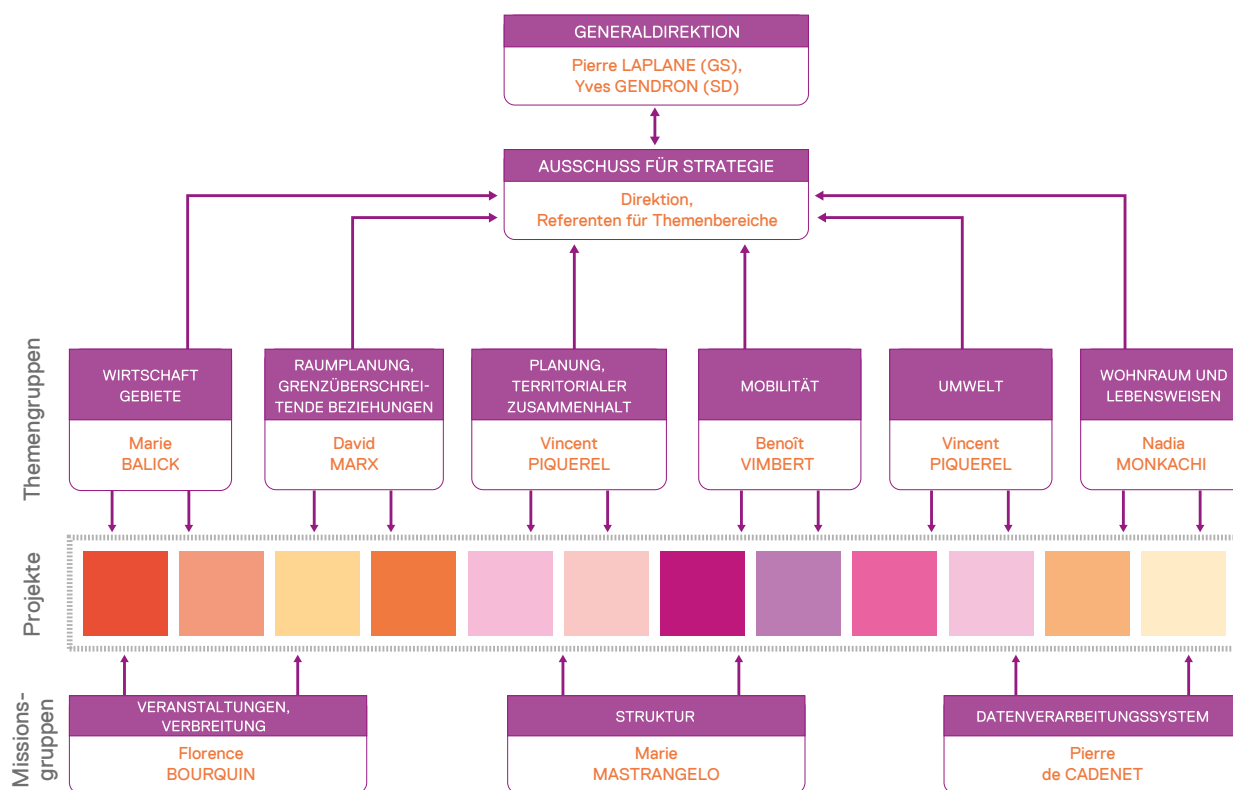 GENERALDIREKTION
Pierre LAPLANE (GS),
Yves GENDRON (SD)
AUSSCHUSS FÜR STRATEGIE
Direktion,
Referenten für Themenbereiche
Themengruppen
WIRTSCHAFT
GEBIETE
Marie
BALICK
RAUMPLANUNG,
GRENZÜBERSCHREI-
TENDE BEZIEHUNGEN
David
MARX
PLANUNG,
TERRITORIALER
ZUSAMMENHALT
Vincent
PIQUEREL
MOBILITÄT
Benoît
VIMBERT
UMWELT
Vincent
PIQUEREL
WOHNRAUM UND
LEBENSWEISEN
Nadia
MONKACHI
Projekte
Missions-
gruppen
VERANSTALTUNGEN,
VERBREITUNG
Florence
BOURQUIN
STRUKTUR
Marie
MASTRANGELO
DATENVERARBEITUNGSSYSTEM
Pierre
de CADENET